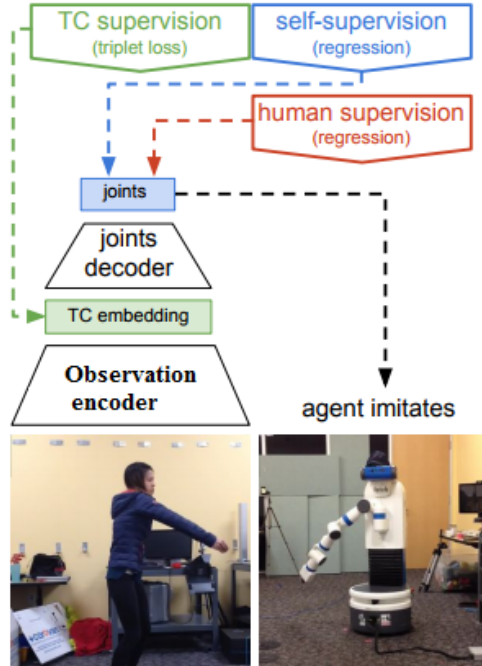 TC supervision
(triplet loss)
self-supervision
(regression)
human supervision
(regression)
joints
joints
decoder
TC embedding
Observation
encoder
agent imitates